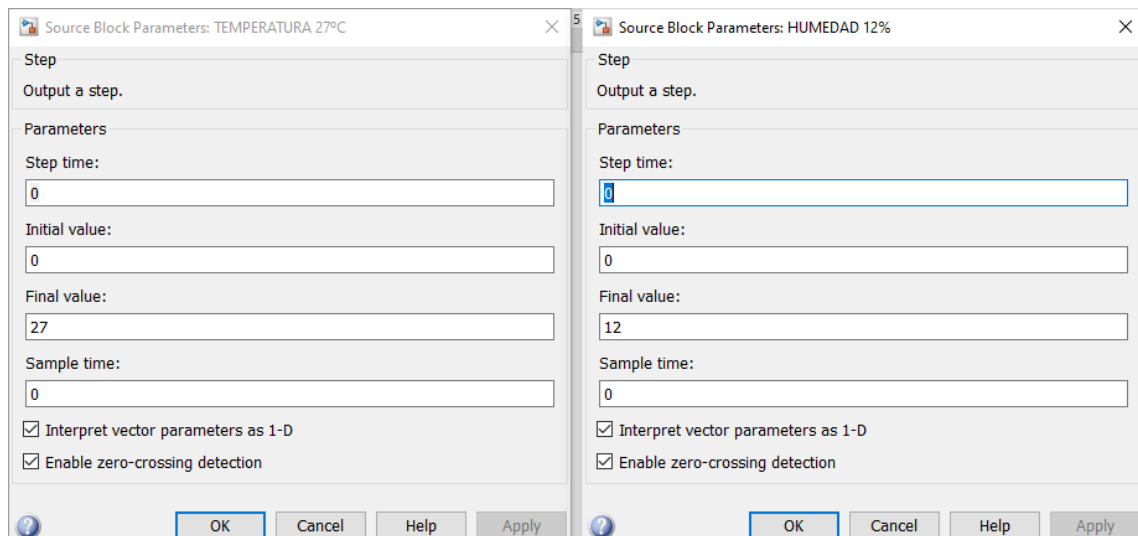 Source Block Parameters: TEMPERATURA 27ºC
Step
Output a step.
Parameters
Step time:
0
Initial value:
0
Final value:
27
Sample time:
0
Interpret vector parameters as 1-D
Enable zero-crossing detection
OK Cancel Help Apply
5
Source Block Parameters: HUMEDAD 12%
Step
Output a step.
Parameters
Step time:
0
Initial value:
0
Final value:
12
Sample time:
0
Interpret vector parameters as 1-D
Enable zero-crossing detection
OK Cancel Help Apply